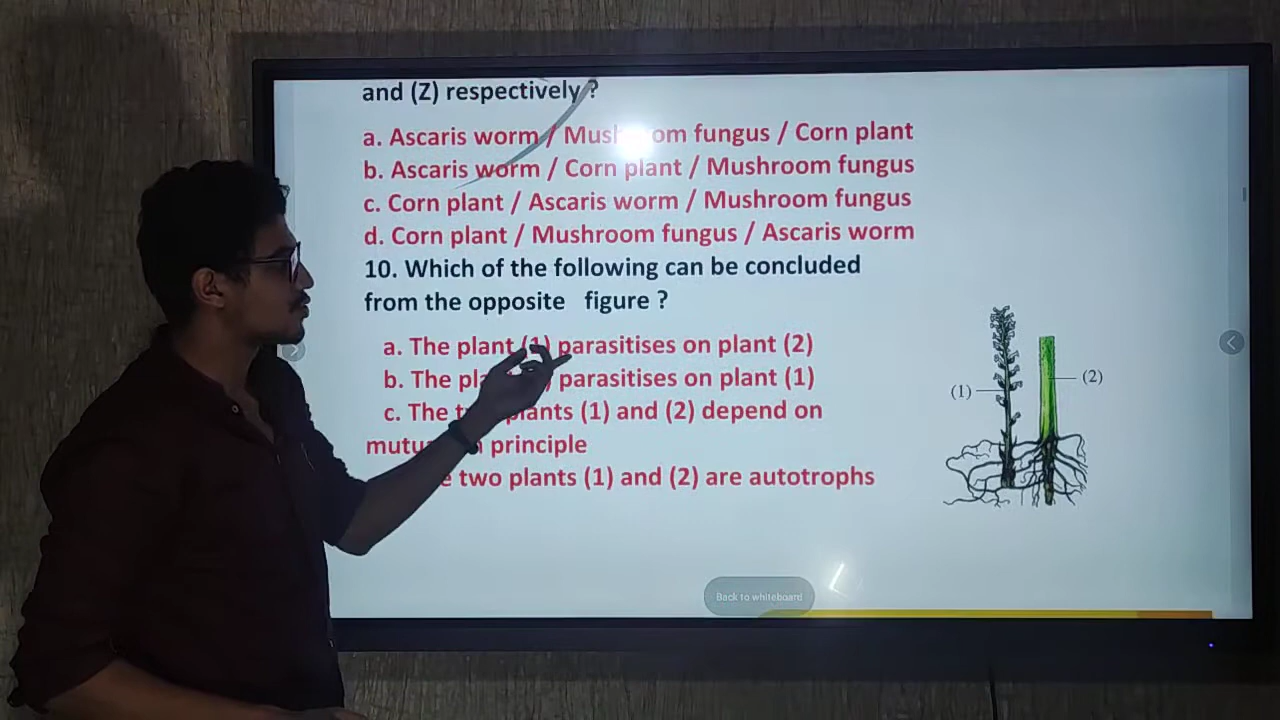 and (Z) respectively ?
a. Ascaris worm / Mus om fungus / Corn plant
b. Ascaris worm / Corn plant / Mushroom fungus
c. Corn plant / Ascaris worm / Mushroom fungus
d. Corn plant / Mushroom fungus / Ascaris worm
10. Which of the following can be concluded
from the opposite figure ?
a. The plant (1) parasitises on plant (2)
b. The parasitises on plant (1)
c. The plants (1) and (2) depend on
principle
two plants (1) and (2) are autotrophs
(1)
(2)
Back to whiteboard